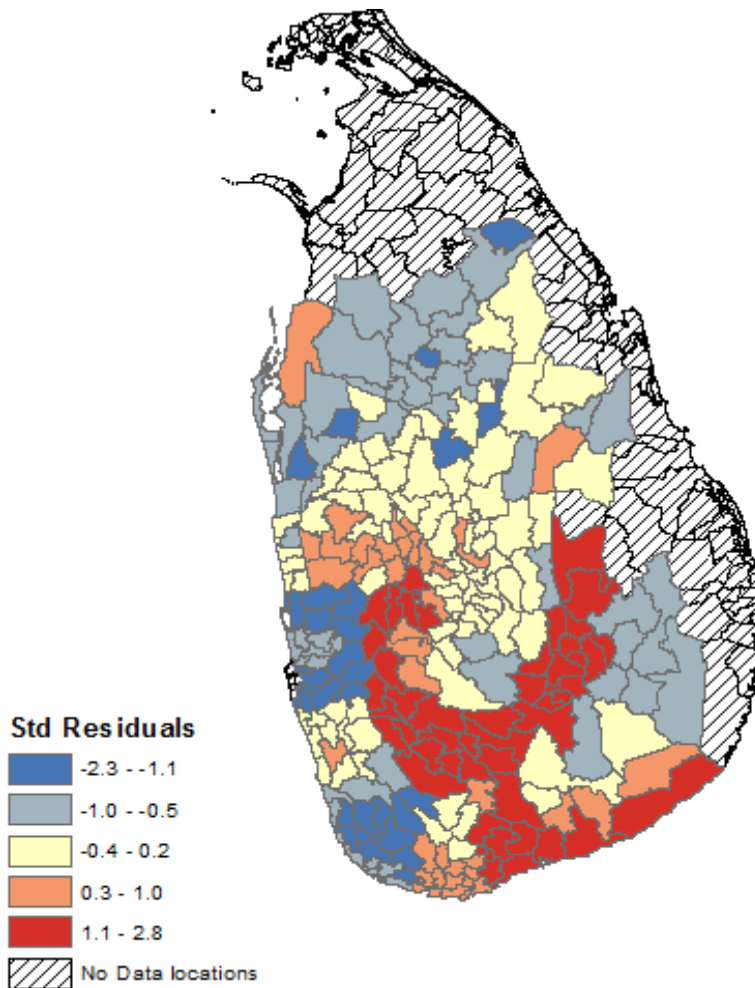 Std Residuals
-2.3 - -1.1
-1.0 - -0.5
-0.4 - 0.2
0.3 - 1.0
1.1 - 2.8
No Data locations